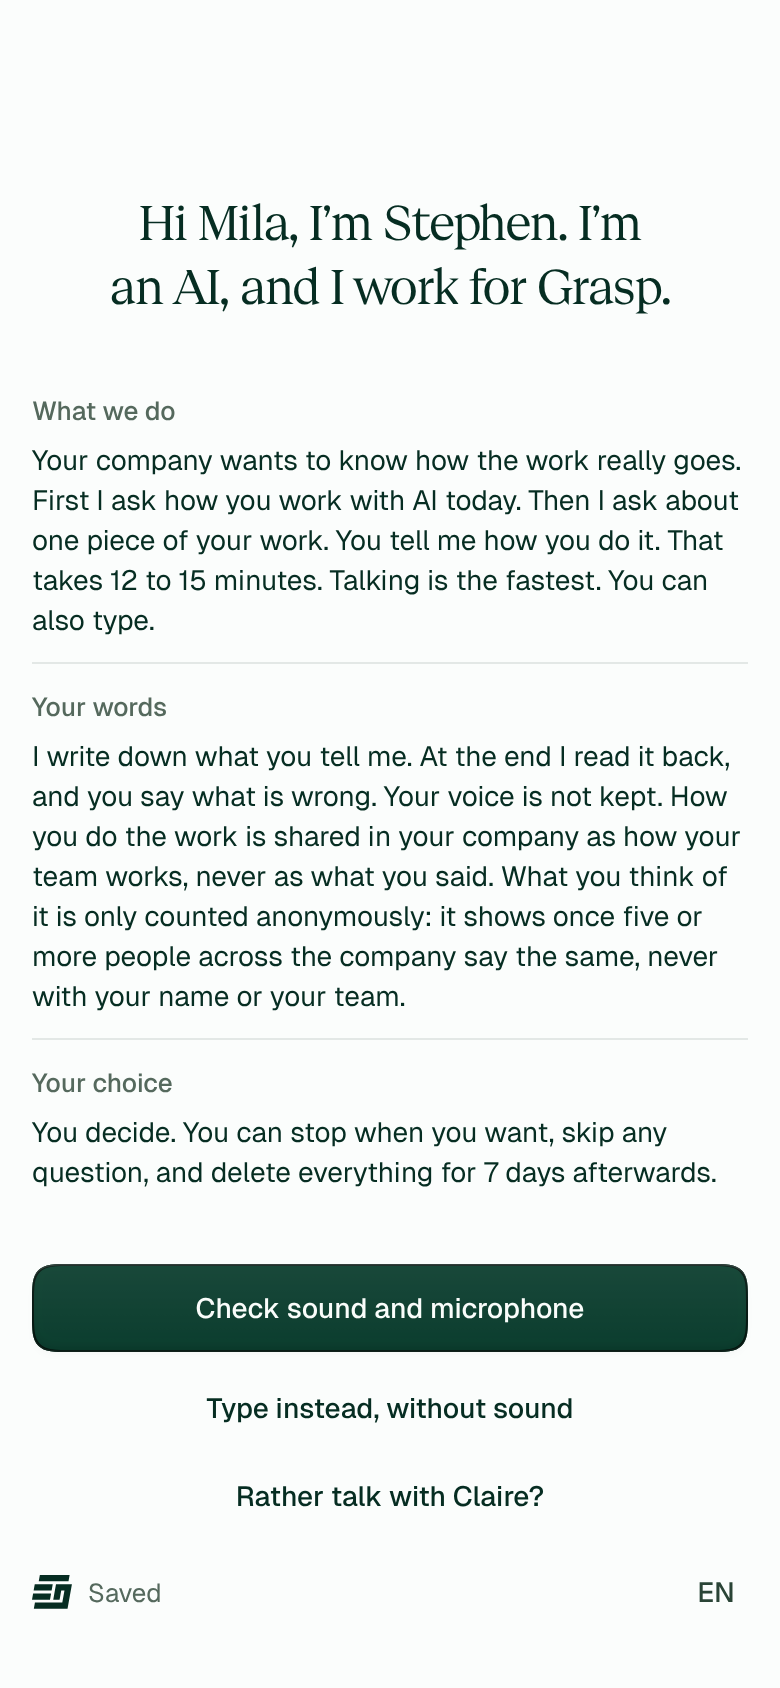 Hi Mila, I’m Stephen. I’m
an AI, and I work for Grasp.
What we do
Your company wants to know how the work really goes.
First I ask how you work with AI today. Then I ask about
one piece of your work. You tell me how you do it. That
takes 12 to 15 minutes. Talking is the fastest. You can
also type.
Your words
I write down what you tell me. At the end I read it back,
and you say what is wrong. Your voice is not kept. How
you do the work is shared in your company as how your
team works, never as what you said. What you think of
it is only counted anonymously: it shows once five or
more people across the company say the same, never
with your name or your team.
Your choice
You decide. You can stop when you want, skip any
question, and delete everything for 7 days afterwards.
Check sound and microphone
Type instead, without sound
Rather talk with Claire?
Saved
EN